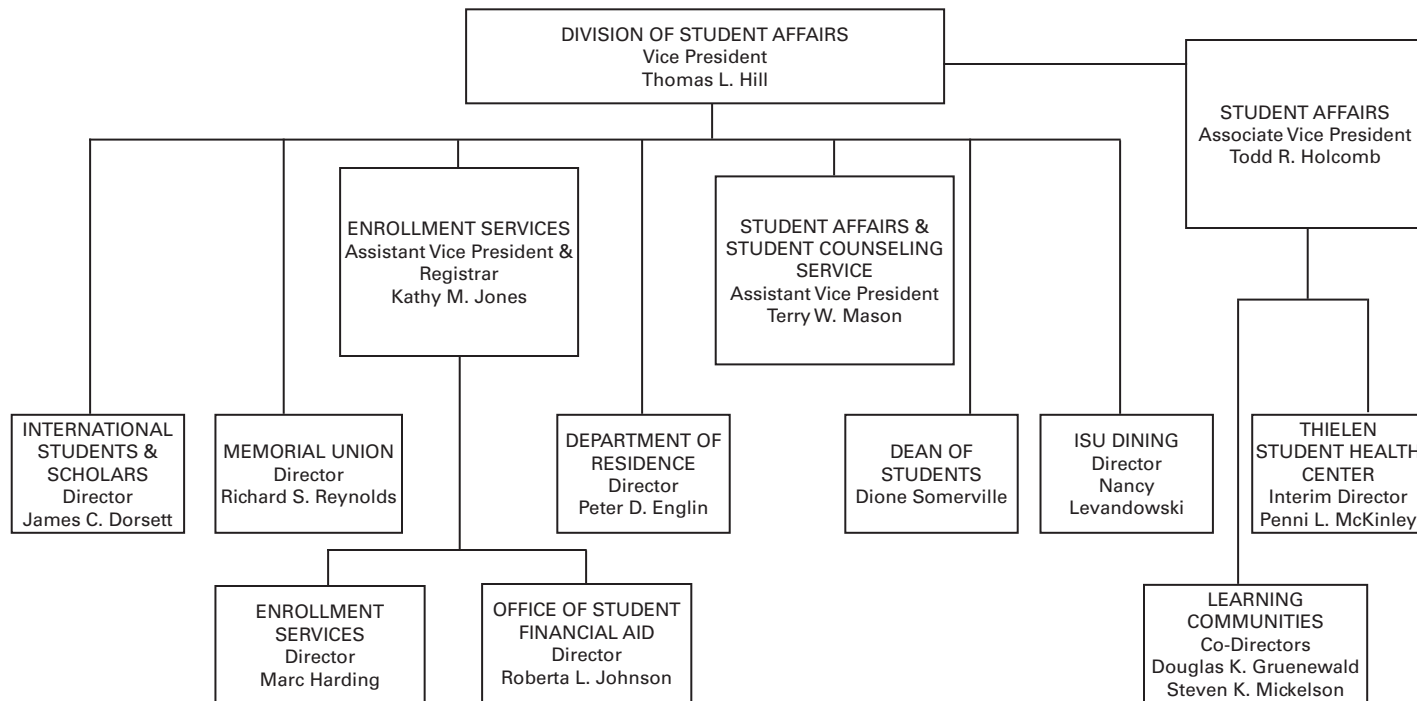 DIVISION OF STUDENT AFFAIRS
Vice President
Thomas L. Hill
STUDENT AFFAIRS
Associate Vice President
Todd R. Holcomb
ENROLLMENT SERVICES
Assistant Vice President &
Registrar
Kathy M. Jones
STUDENT AFFAIRS &
STUDENT COUNSELING
SERVICE
Assistant Vice President
Terry W. Mason
INTERNATIONAL
STUDENTS &
SCHOLARS
Director
James C. Dorsett
MEMORIAL UNION
Director
Richard S. Reynolds
DEPARTMENT OF
RESIDENCE
Director
Peter D. Englin
DEAN OF
STUDENTS
Dione Somerville
ISU DINING
Director
Nancy
Levandowski
THIELEN
STUDENT HEALTH
CENTER
Interim Director
Penni L. McKinley
ENROLLMENT
SERVICES
Director
Marc Harding
OFFICE OF STUDENT
FINANCIAL AID
Director
Roberta L. Johnson
LEARNING
COMMUNITIES
Co-Directors
Douglas K. Gruenewald
Steven K. Mickelson